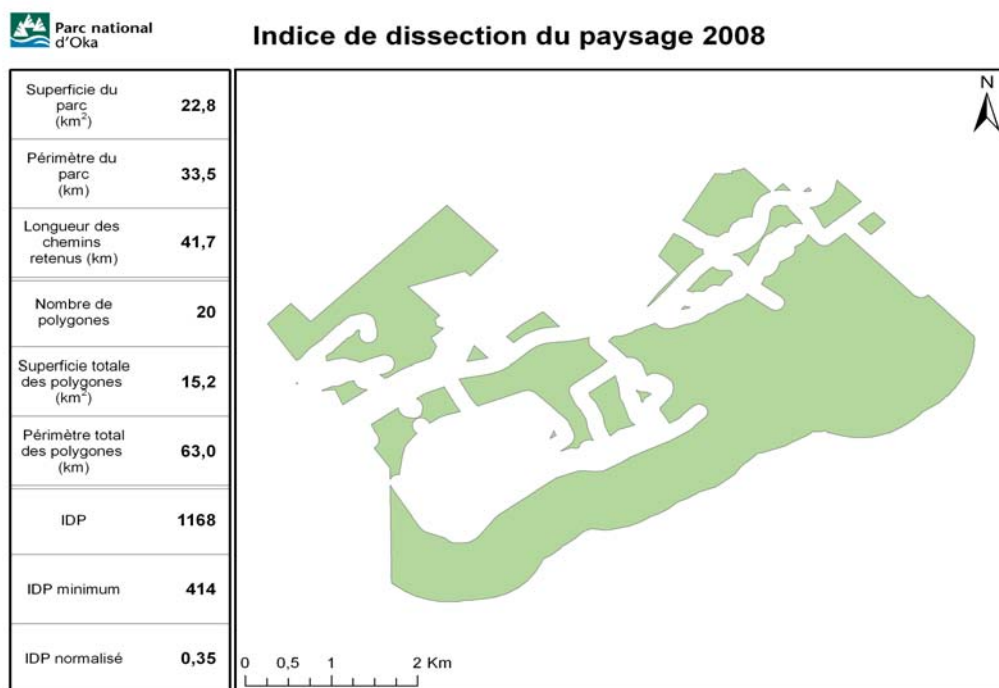 Parc national
d'Oka
Indice de dissection du paysage 2008
Superficie du
parc
(km²)
22,8
Périmètre du
parc
(km)
33,5
Longueur des
chemins
retenus (km)
41,7
Nombre de
polygones
20
Superficie totale
des polygones
(km²)
15,2
Périmètre total
des polygones
(km)
63,0
IDP
1168
IDP minimum
414
IDP normalisé
0,35
N
0 0,5 1 2 Km